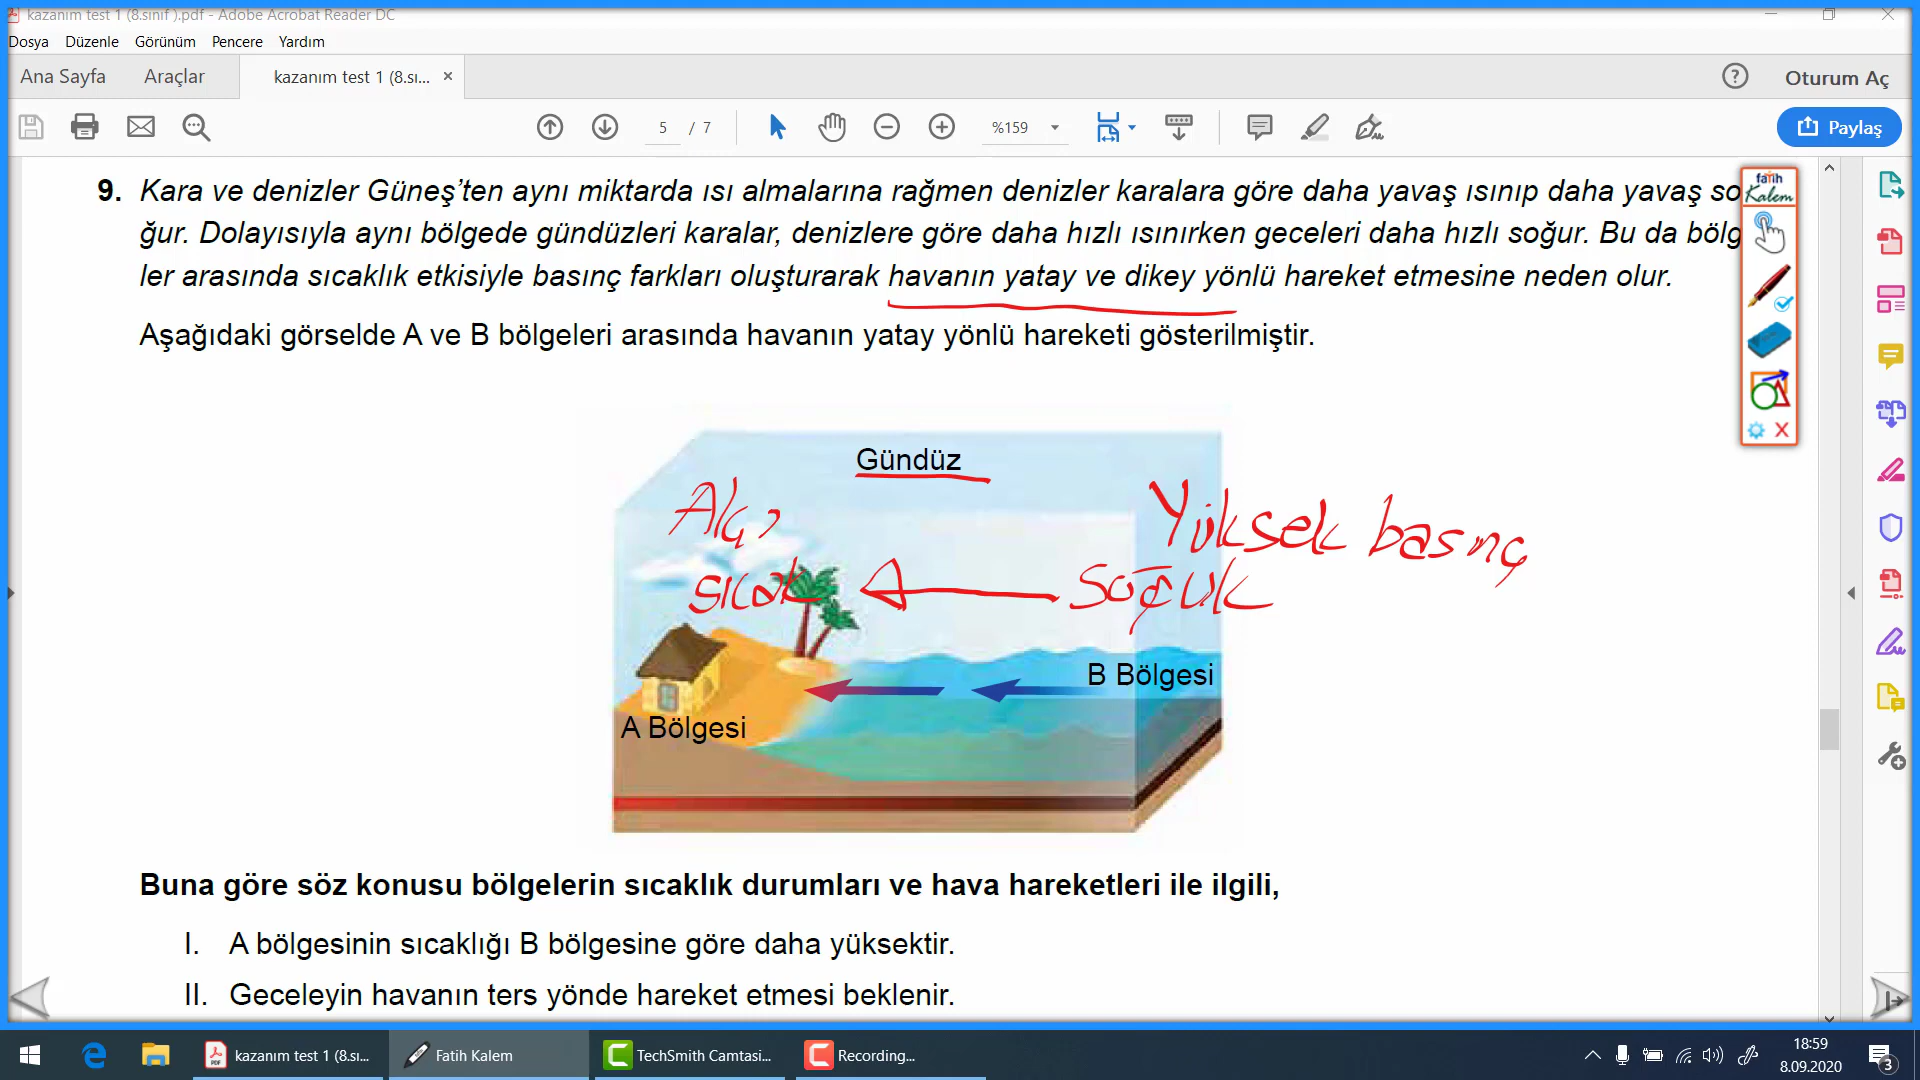 kazanım test 1 (8.sınıf ).pdf - Adobe Acrobat Reader DC
Dosya Düzenle Görünüm Pencere Yardım
Ana Sayfa Araçlar kazanım test 1 (8.sı... × ? Oturum Aç
5 / 7 %159 Paylaş
9. Kara ve denizler Güneş'ten aynı miktarda ısı almalarına rağmen denizler karalara göre daha yavaş ısınıp daha yavaş so
ğur. Dolayısıyla aynı bölgede gündüzleri karalar, denizlere göre daha hızlı ısınırken geceleri daha hızlı soğur. Bu da bölg
ler arasında sıcaklık etkisiyle basınç farkları oluşturarak havanın yatay ve dikey yönlü hareket etmesine neden olur.
Aşağıdaki görselde A ve B bölgeleri arasında havanın yatay yönlü hareketi gösterilmiştir.
fatih
Kalem
Gündüz
Alçı Yüksek basınç
sıcak soğuk
B Bölgesi
A Bölgesi
Buna göre söz konusu bölgelerin sıcaklık durumları ve hava hareketleri ile ilgili,
I. A bölgesinin sıcaklığı B bölgesine göre daha yüksektir.
II. Geceleyin havanın ters yönde hareket etmesi beklenir.
kazanım test 1 (8.sı... Fatih Kalem TechSmith Camtasi... Recording...
18:59
8.09.2020
3